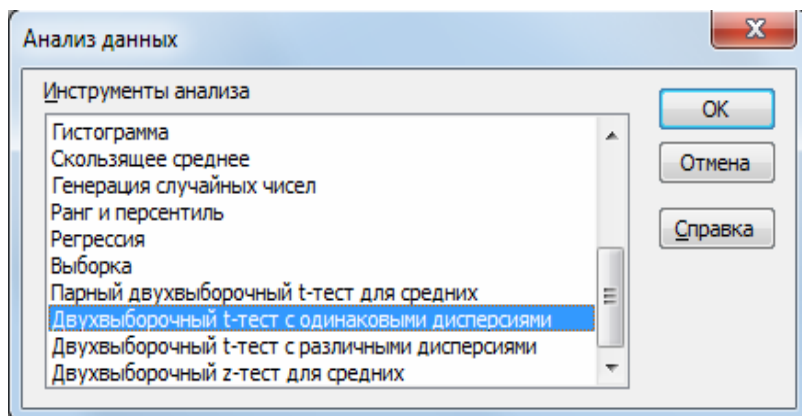 Анализ данных
Инструменты анализа
Гистограмма
Скользящее среднее
Генерация случайных чисел
Ранг и персентиль
Регрессия
Выборка
Парный двухвыборочный t-тест для средних
Двухвыборочный t-тест с одинаковыми дисперсиями
Двухвыборочный t-тест с различными дисперсиями
Двухвыборочный z-тест для средних
ОК
Отмена
Справка